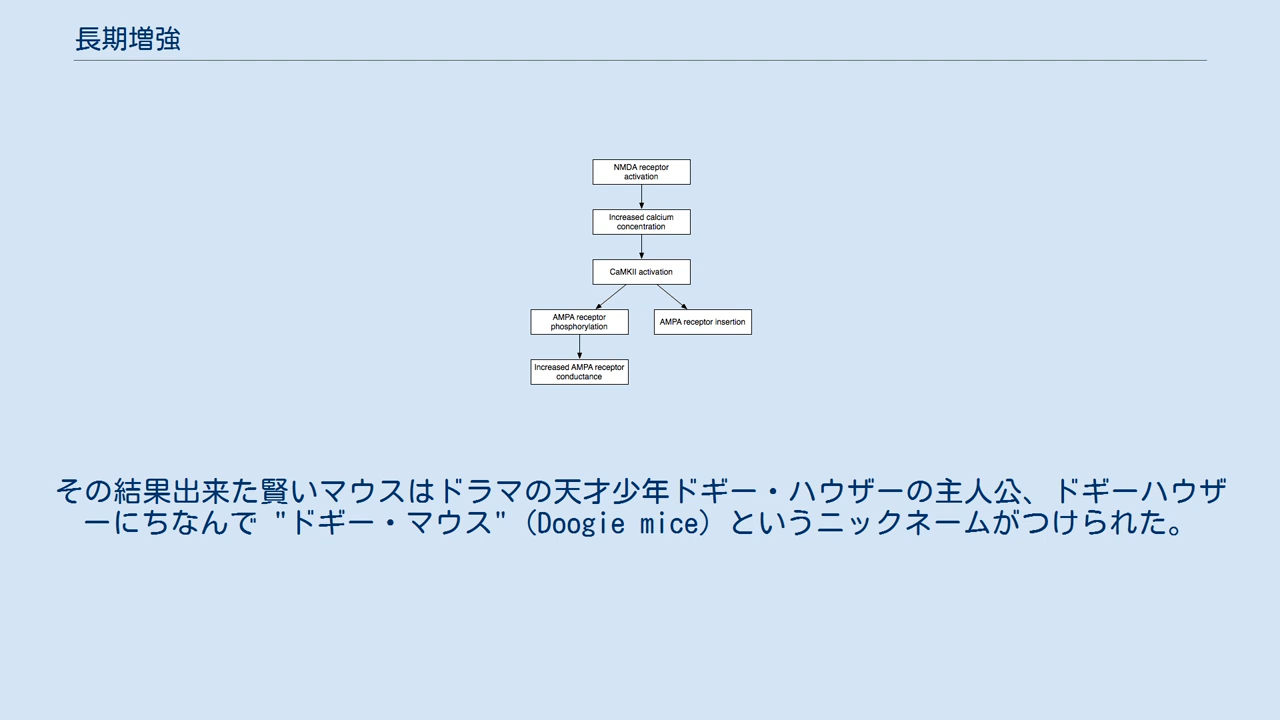 長期増強
NMDA receptor
activation
Increased calcium
concentration
CaMKII activation
AMPA receptor
phosphorylation
AMPA receptor insertion
Increased AMPA receptor
conductance
その結果出来た賢いマウスはドラマの天才少年ドギー・ハウザーの主人公、ドギーハウザ
ーにちなんで "ドギー・マウス"（Doogie mice）というニックネームがつけられた。